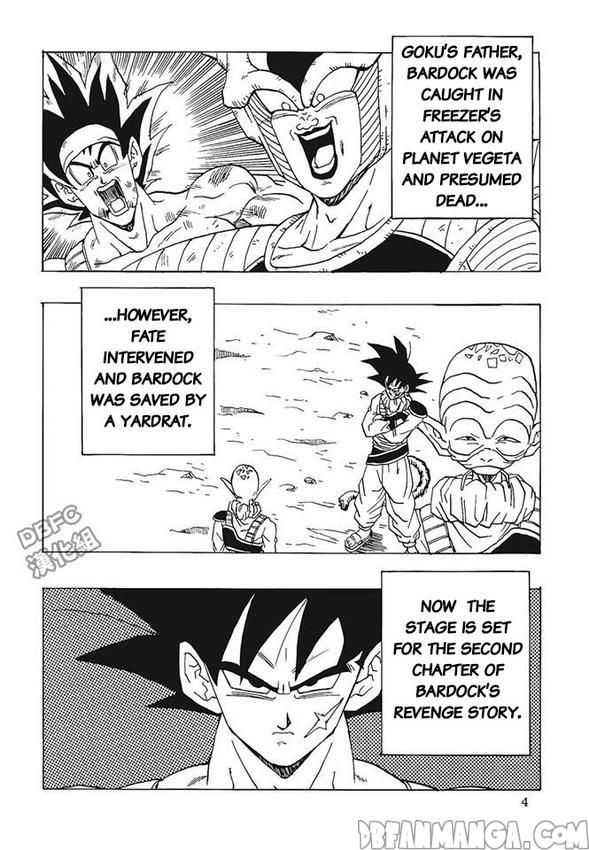 GOKU'S FATHER,
BARDOCK WAS
CAUGHT IN
FREEZER'S
ATTACK ON
PLANET VEGETA
AND PRESUMED
DEAD...
...HOWEVER,
FATE
INTERVENED
AND BARDOCK
WAS SAVED BY
A YARDRAT.
DBFC
漢化組
NOW THE
STAGE IS SET
FOR THE SECOND
CHAPTER OF
BARDOCK'S
REVENGE STORY.
4
DBFANMANGA.COM